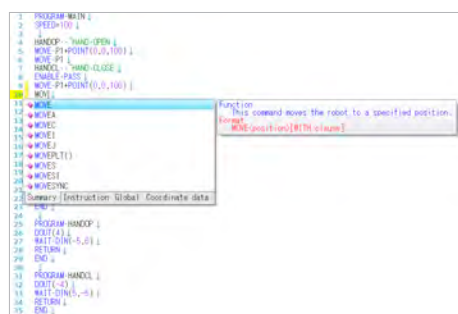 1 PROGRAM MAIN
2 SPEED=100
3
4 HANDOP--'HAND-OPEN
5 MOVE-P1+POINT(0,0,100)
6 MOVE-P1
7 HANDCL--'HAND-CLOSE
8 ENABLE-PASS
9 MOVE-P1+POINT(0,0,100)
10 MOVE
11 MOVE
12 MOVEA
13 MOVEC
14 MOVEI
15 MOVEJ
MOVEPLT()
MOVES
MOVESI
MOVESYNC
Summary Instruction Global Coordinate data
Function
This command moves the robot to a specified position.
Format
MOVE-position>[WITH-clause]
23 END
24
25 PROGRAM-HANDOP
26 DOUT(4)
27 WAIT-DIN(-5,6)
28 RETURN
29 END
30
31 PROGRAM-HANDCL
32 DOUT(-4)
33 WAIT-DIN(5,-6)
34 RETURN
35 END